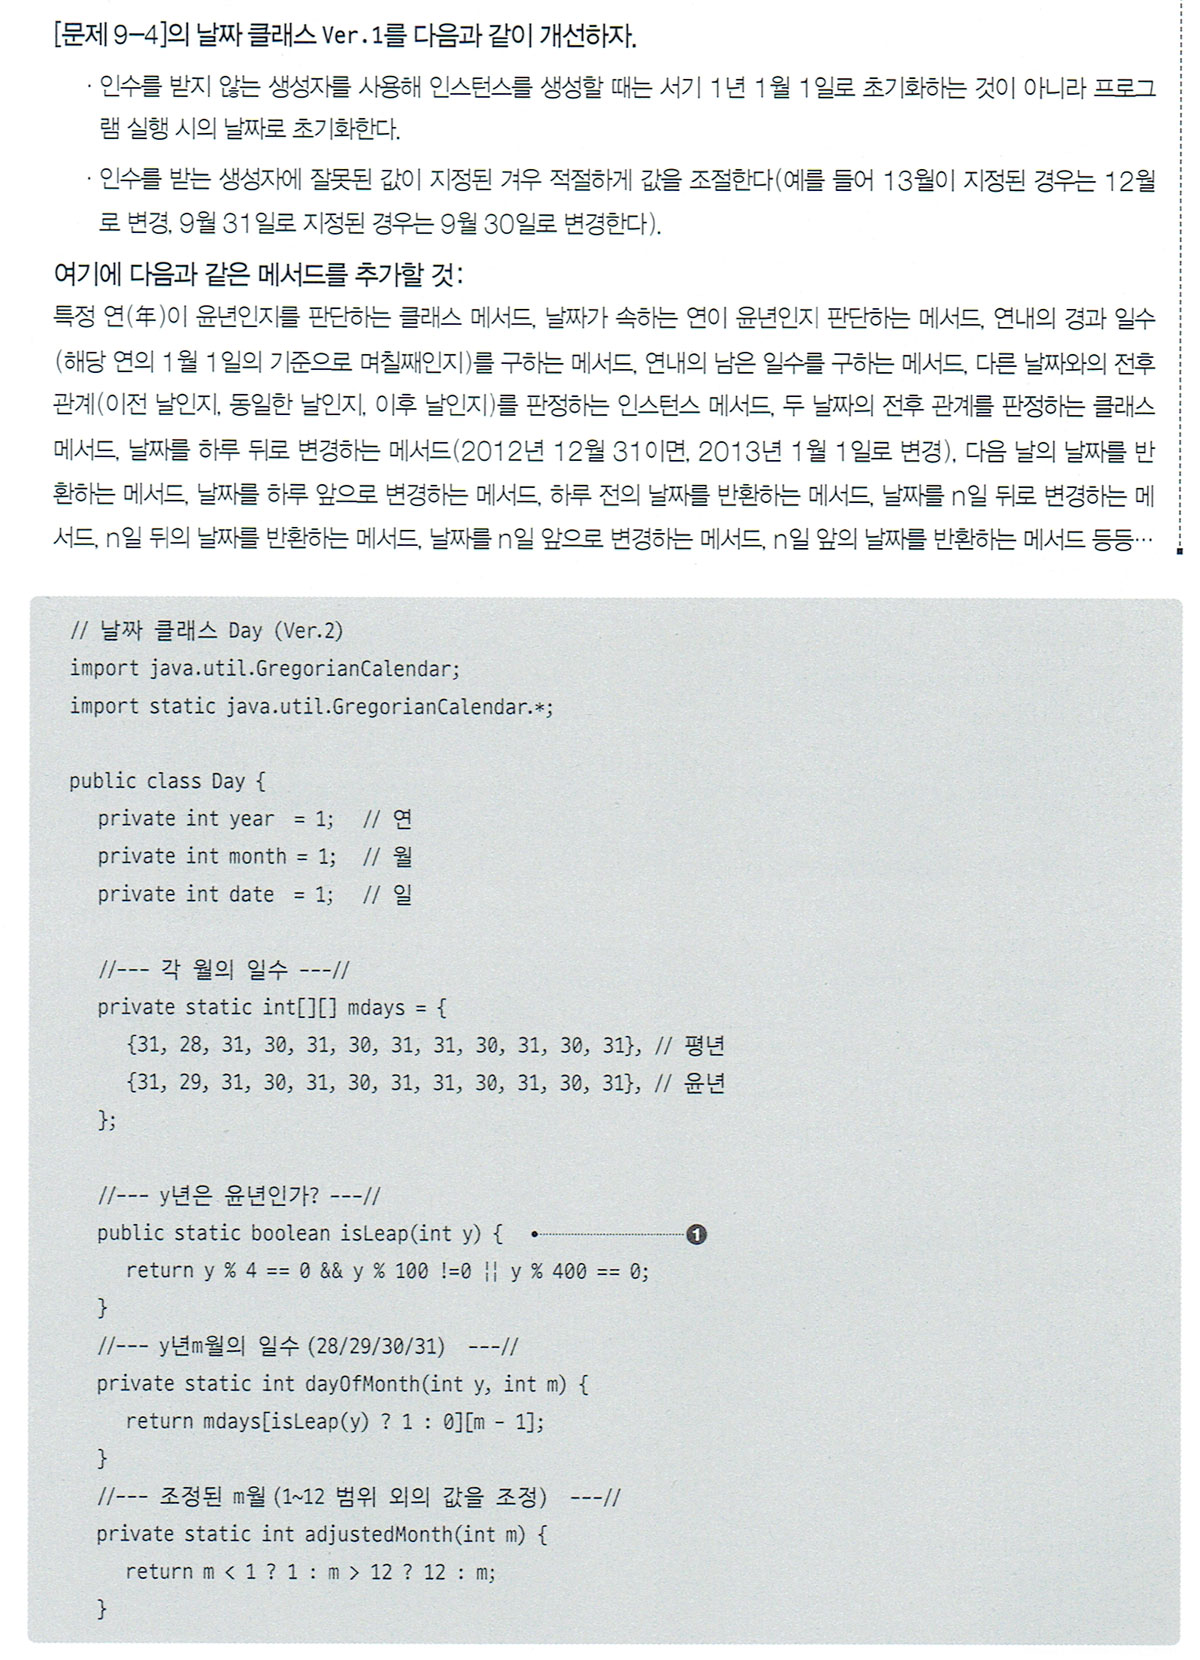 [문제 9-4]의 날짜 클래스 Ver.1를 다음과 같이 개선하자.
· 인수를 받지 않는 생성자를 사용해 인스턴스를 생성할 때는 서기 1년 1월 1일로 초기화하는 것이 아니라 프로그
램 실행 시의 날짜로 초기화한다.
· 인수를 받는 생성자에 잘못된 값이 지정된 겨우 적절하게 값을 조절한다(예를 들어 13월이 지정된 경우는 12월
로 변경, 9월 31일로 지정된 경우는 9월 30일로 변경한다).
여기에 다음과 같은 메서드를 추가할 것:
특정 연(年)이 윤년인지를 판단하는 클래스 메서드, 날짜가 속하는 연이 윤년인지 판단하는 메서드, 연내의 경과 일수
(해당 연의 1월 1일의 기준으로 며칠째인지)를 구하는 메서드, 연내의 남은 일수를 구하는 메서드, 다른 날짜와의 전후
관계(이전 날인지, 동일한 날인지, 이후 날인지)를 판정하는 인스턴스 메서드, 두 날짜의 전후 관계를 판정하는 클래스
메서드, 날짜를 하루 뒤로 변경하는 메서드(2012년 12월 31이면, 2013년 1월 1일로 변경), 다음 날의 날짜를 반
환하는 메서드, 날짜를 하루 앞으로 변경하는 메서드, 하루 전의 날짜를 반환하는 메서드, 날짜를 n일 뒤로 변경하는 메
서드, n일 뒤의 날짜를 반환하는 메서드, 날짜를 n일 앞으로 변경하는 메서드, n일 앞의 날짜를 반환하는 메서드 등등…
// 날짜 클래스 Day (Ver.2)
import java.util.GregorianCalendar;
import static java.util.GregorianCalendar.*;
public class Day {
private int year = 1; // 연
private int month = 1; // 월
private int date = 1; // 일
//--- 각 월의 일수 ---//
private static int[][] mdays = {
{31, 28, 31, 30, 31, 30, 31, 31, 30, 31, 30, 31}, // 평년
{31, 29, 31, 30, 31, 30, 31, 31, 30, 31, 30, 31}, // 윤년
};
//--- y년은 윤년인가? ---//
public static boolean isLeap(int y) { ❶
return y % 4 == 0 && y % 100 !=0 || y % 400 == 0;
}
//--- y년m월의 일수 (28/29/30/31) ---//
private static int dayOfMonth(int y, int m) {
return mdays[isLeap(y) ? 1 : 0][m - 1];
}
//--- 조정된 m월 (1~12 범위 외의 값을 조정) ---//
private static int adjustedMonth(int m) {
return m < 1 ? 1 : m > 12 ? 12 : m;
}